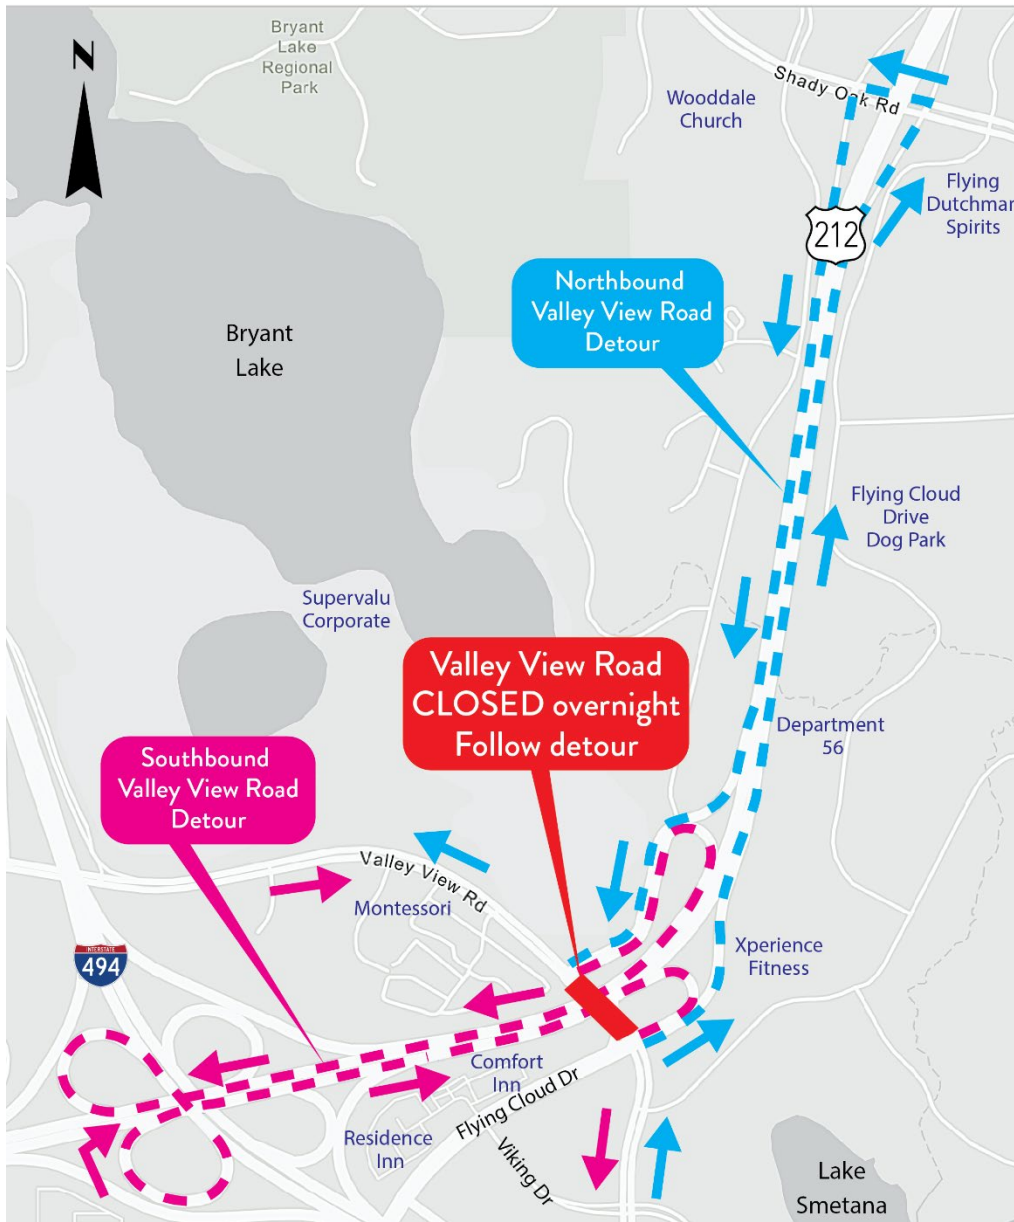 N
Bryant
Lake
Regional
Park
Shady Oak Rd
Wooddale
Church
Flying
Dutchman
Spirits
212
Northbound
Valley View Road
Detour
Bryant
Lake
Flying Cloud
Drive
Dog Park
Supervalu
Corporate
Valley View Road
CLOSED overnight
Follow detour
Department
56
Southbound
Valley View Road
Detour
Valley View Rd
Montessori
Xperience
Fitness
INTERSTATE
494
Comfort
Inn
Flying Cloud Dr
Residence
Inn
Viking Dr
Lake
Smetana